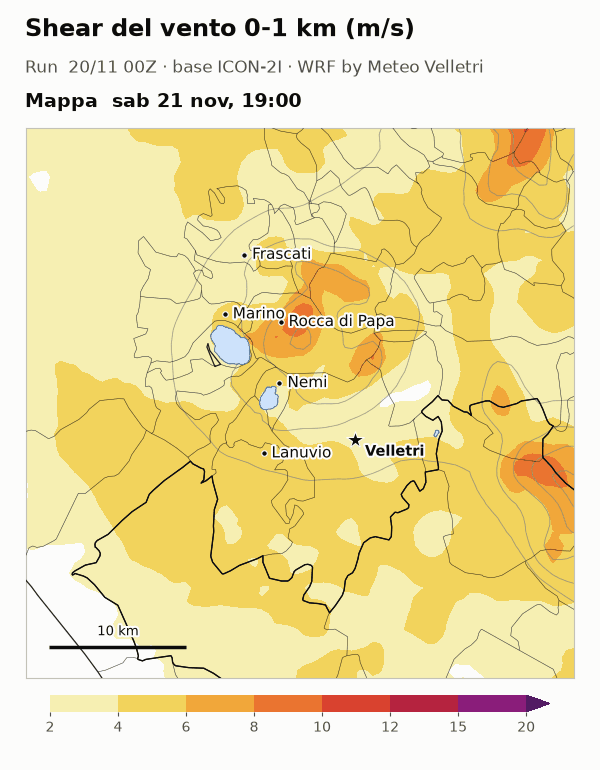 Shear del vento 0-1 km (m/s)
Run  20/11 00Z · base ICON-2I · WRF by Meteo Velletri
Mappa  sab 21 nov, 19:00
Frascati
Marino
Rocca di Papa
Nemi
Velletri
Lanuvio
10 km
2 4 6 8 10 12 15 20